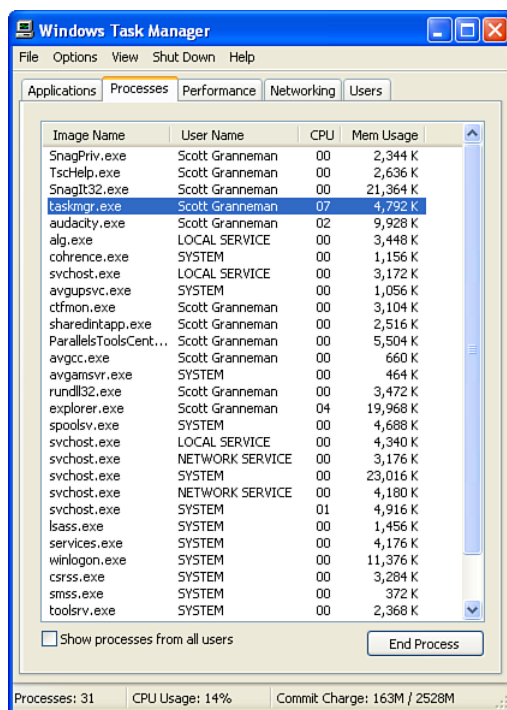 Windows Task Manager
File Options View Shut Down Help
Applications Processes Performance Networking Users
Image Name User Name CPU Mem Usage
SnagPriv.exe Scott Granneman 00 2,344 K
TscHelp.exe Scott Granneman 00 2,636 K
SnagIt32.exe Scott Granneman 00 21,364 K
taskmgr.exe Scott Granneman 07 4,792 K
audacity.exe Scott Granneman 02 9,928 K
alg.exe LOCAL SERVICE 00 3,448 K
cohrence.exe SYSTEM 00 1,156 K
svchost.exe LOCAL SERVICE 00 3,172 K
avgupsvc.exe SYSTEM 00 1,056 K
ctfmon.exe Scott Granneman 00 3,104 K
sharedintapp.exe Scott Granneman 00 2,516 K
ParallelsToolsCent... Scott Granneman 00 5,504 K
avgcc.exe Scott Granneman 00 660 K
avgamsvr.exe SYSTEM 00 464 K
rundll32.exe Scott Granneman 00 3,472 K
explorer.exe Scott Granneman 04 19,968 K
spoolsv.exe SYSTEM 00 4,688 K
svchost.exe LOCAL SERVICE 00 4,340 K
svchost.exe NETWORK SERVICE 00 3,176 K
svchost.exe SYSTEM 00 23,016 K
svchost.exe NETWORK SERVICE 00 4,180 K
svchost.exe SYSTEM 01 4,916 K
lsass.exe SYSTEM 00 1,456 K
services.exe SYSTEM 00 4,176 K
winlogon.exe SYSTEM 00 11,376 K
csrss.exe SYSTEM 00 3,284 K
smss.exe SYSTEM 00 372 K
toolsrv.exe SYSTEM 00 2,368 K
Show processes from all users End Process
Processes: 31 CPU Usage: 14% Commit Charge: 163M / 2528M